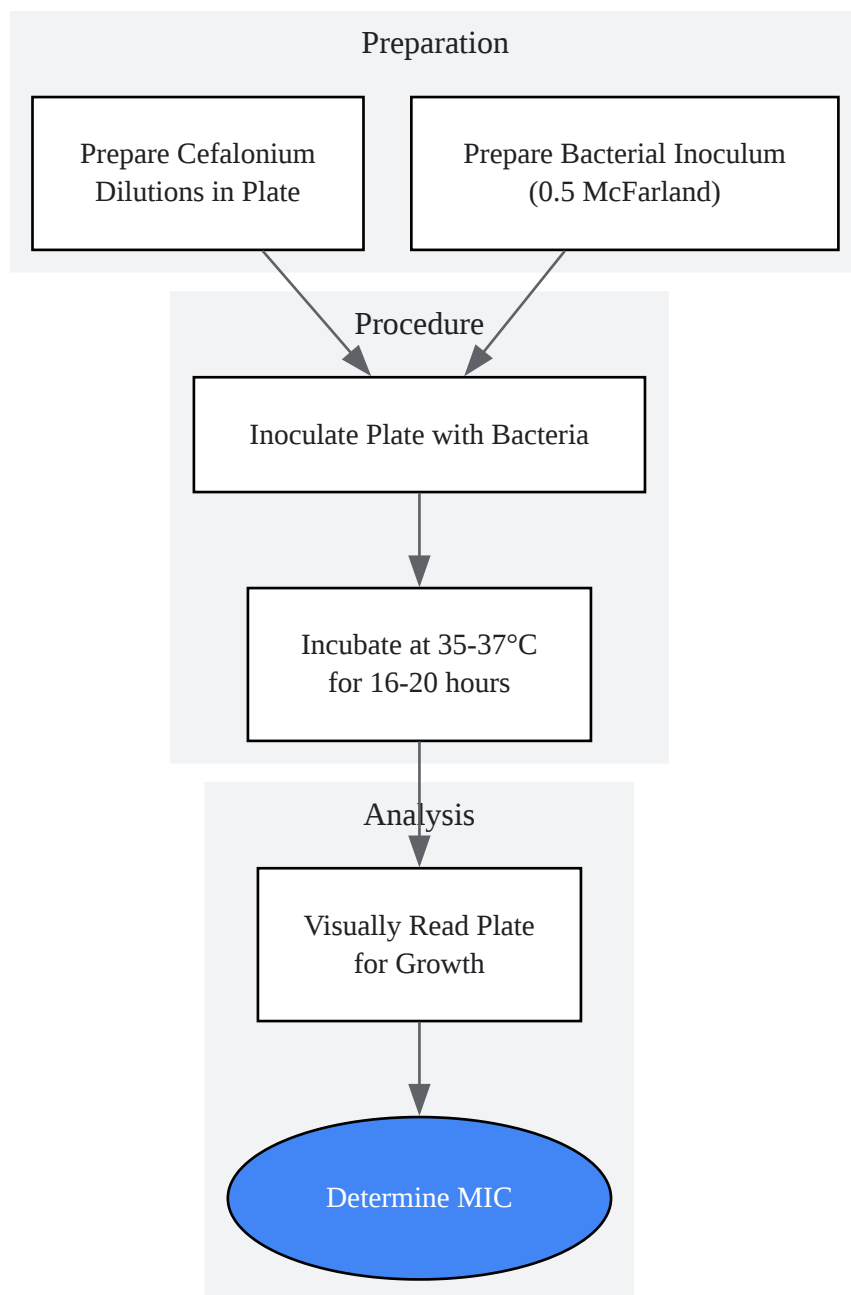 Preparation
Prepare Cefalonium
Dilutions in Plate
Prepare Bacterial Inoculum
(0.5 McFarland)
Procedure
Inoculate Plate with Bacteria
Incubate at 35-37°C
for 16-20 hours
Analysis
Visually Read Plate
for Growth
Determine MIC